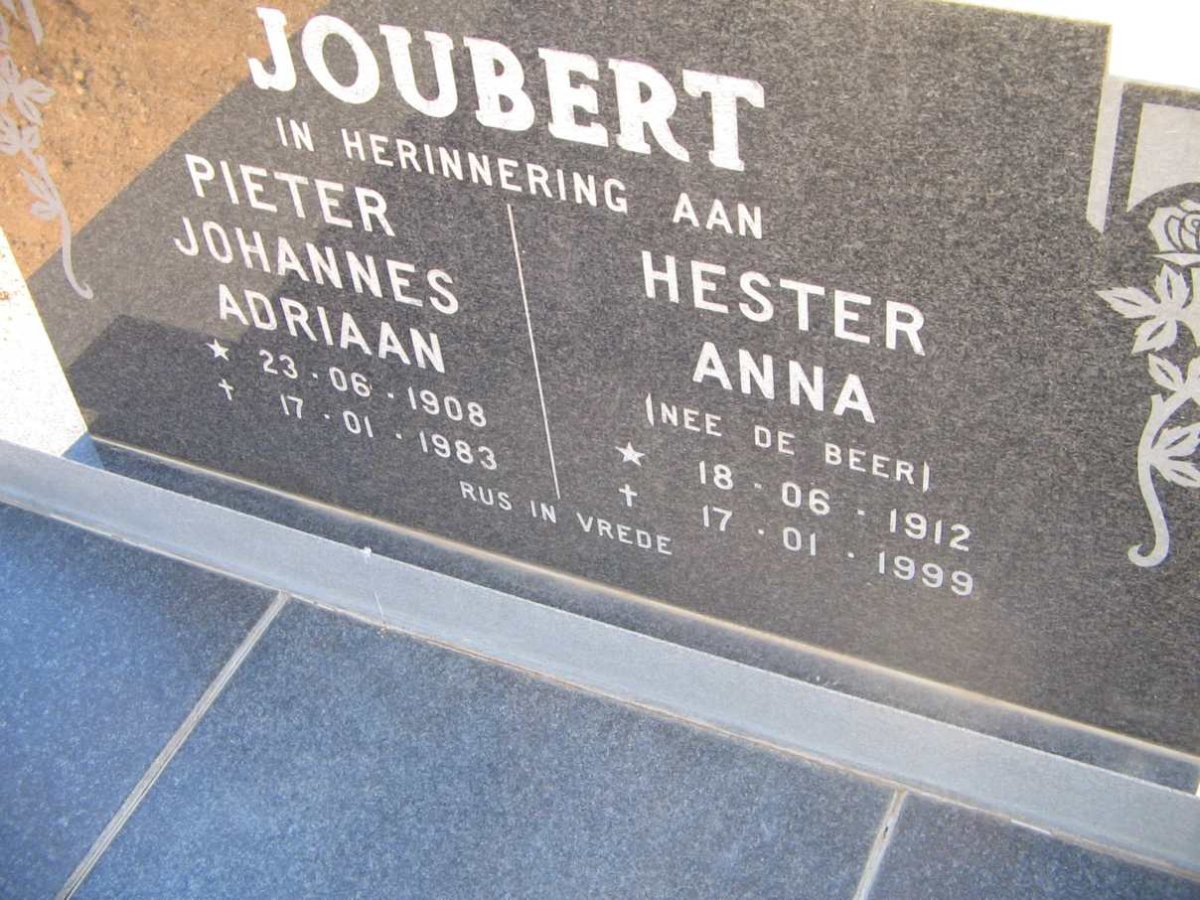 JOUBERT
IN HERINNERING AAN
PIETER
JOHANNES
ADRIAAN
★ 23 · 06 · 1908
✝ 17 · 01 · 1983
HESTER
ANNA
(NEE DE BEER)
★ 18 · 06 · 1912
✝ 17 · 01 · 1999
RUS IN VREDE